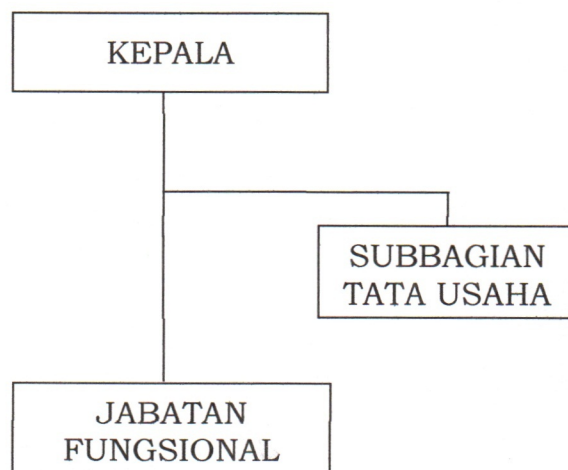 KEPALA
SUBBAGIAN
TATA USAHA
JABATAN
FUNGSIONAL